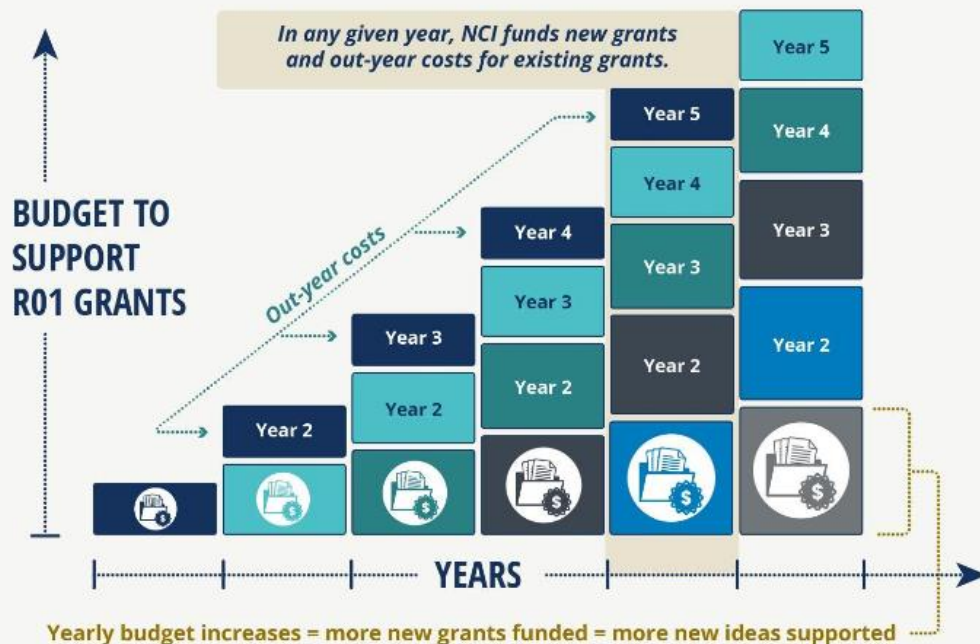 In any given year, NCI funds new grants
and out-year costs for existing grants.
BUDGET TO
SUPPORT
R01 GRANTS
Out-year costs
Year 2
Year 3
Year 2
Year 4
Year 3
Year 2
Year 5
Year 4
Year 3
Year 2
Year 5
Year 4
Year 3
Year 2
$
$
$
$
$
$
YEARS
Yearly budget increases = more new grants funded = more new ideas supported